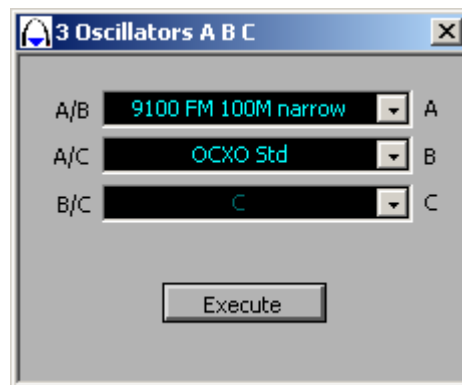 3 Oscillators A B C
A/B 9100 FM 100M narrow A
A/C OCXO Std B
B/C C C
Execute